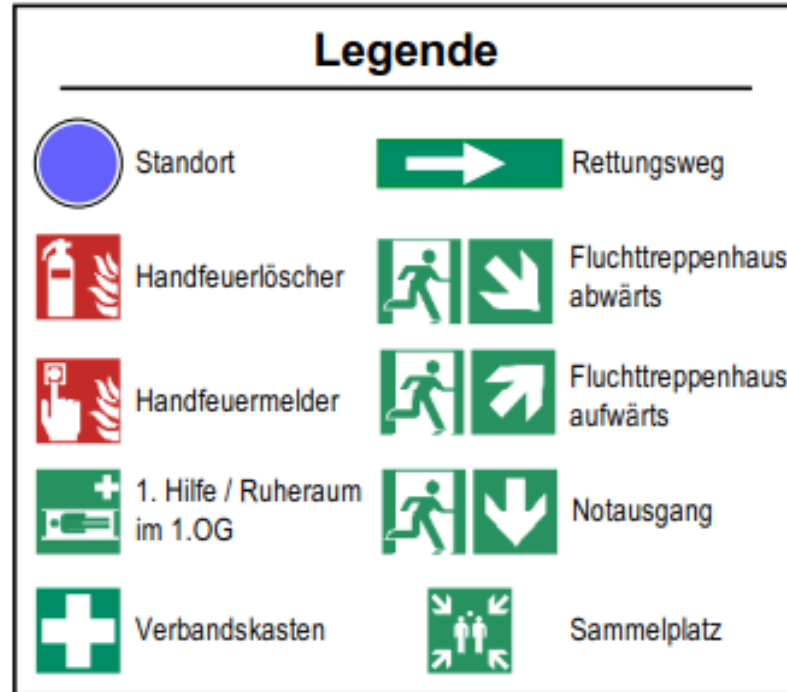 Legende
Standort
Rettungsweg
Handfeuerlöscher
Fluchttreppenhaus
abwärts
Handfeuermelder
Fluchttreppenhaus
aufwärts
1. Hilfe / Ruheraum
im 1.OG
Notausgang
Verbandskasten
Sammelplatz